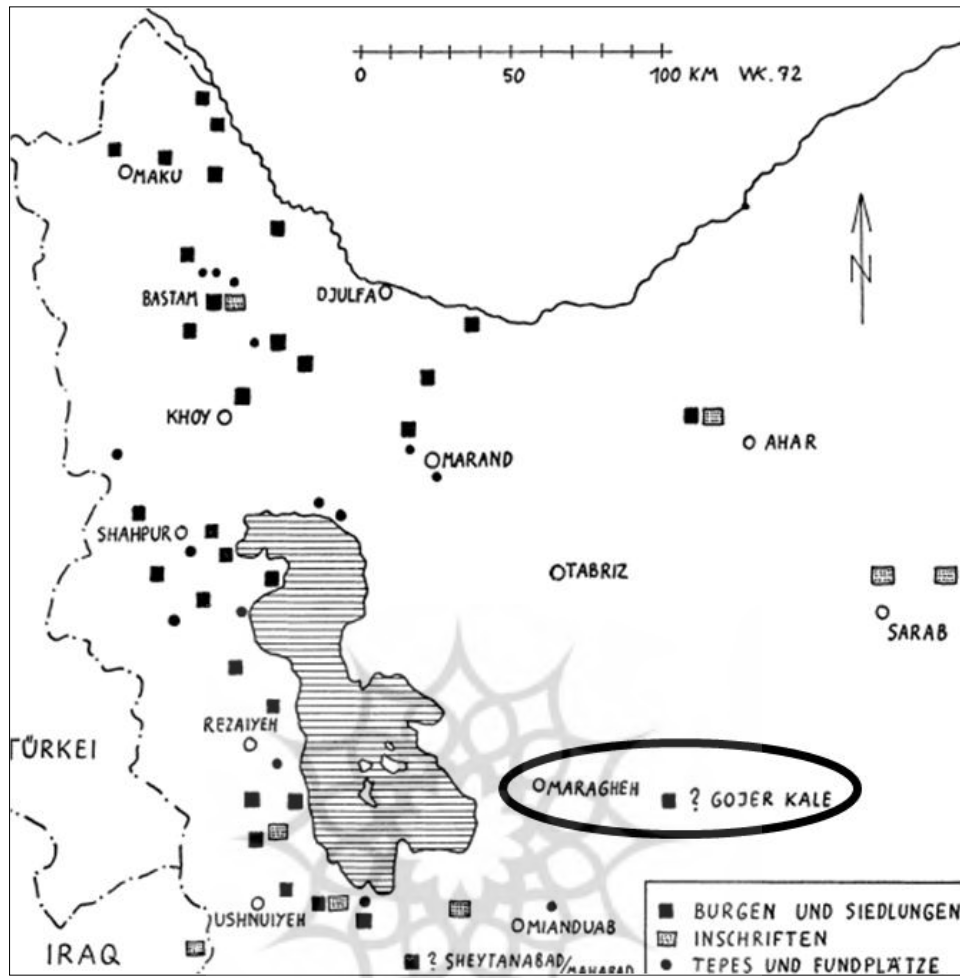 0 50 100 KM WK.72
MAKU
N
BASTAM
DJULFA
KHOY
AHAR
MARAND
SHAHPUR
TABRIZ
SARAB
REZAIYEH
TÜRKEI
MARAGHEH
? GOJER KALE
USHNUIYEH
MIANDUAB
IRAQ
? SHEYTANABAD/MAHABAD
BURGEN UND SIEDLUNGEN
INSCHRIFTEN
TEPES UND FUNDPLÄTZE